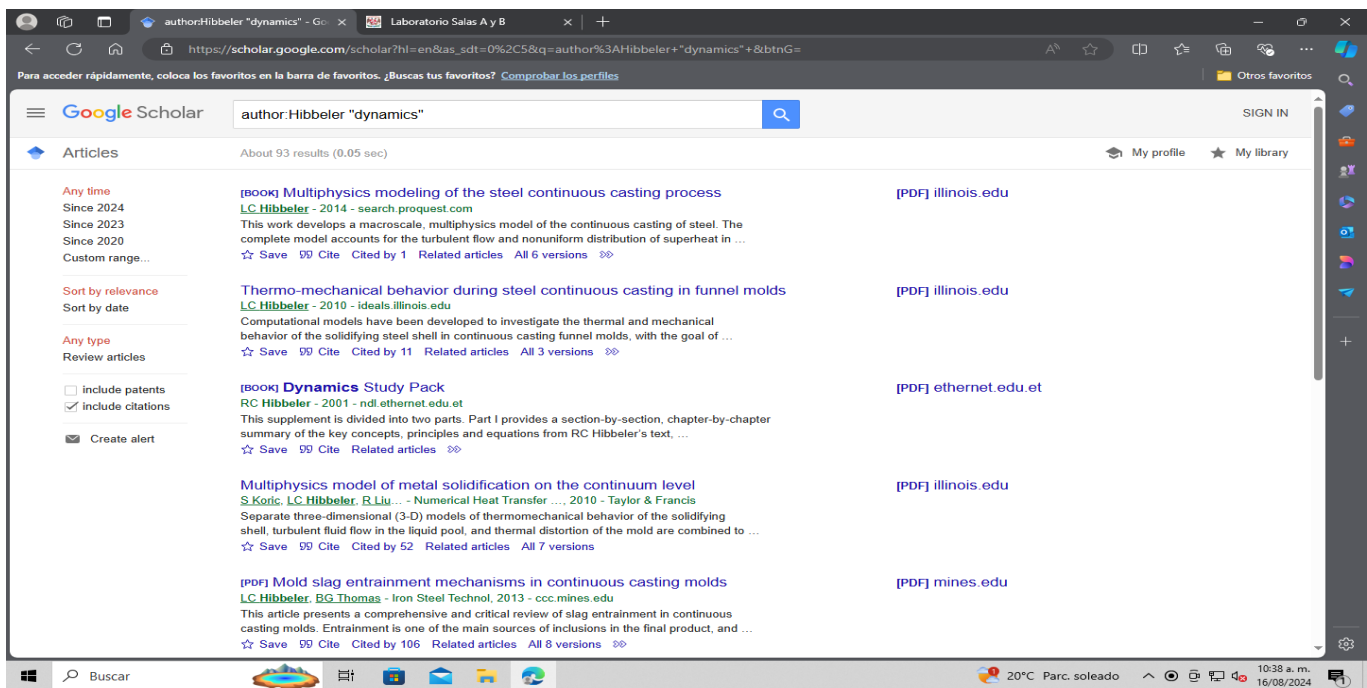 author:Hibbeler "dynamics" - Go
Laboratorio Salas A y B
https://scholar.google.com/scholar?hl=en&as_sdt=0%2C5&q=author%3AHibbeler+"dynamics"+&btnG=
Para acceder rápidamente, coloca los favoritos en la barra de favoritos. ¿Buscas tus favoritos? Comprobar los perfiles
Otros favoritos
Google Scholar
author:Hibbeler "dynamics"
SIGN IN
Articles
About 93 results (0.05 sec)
My profile
My library
Any time
Since 2024
Since 2023
Since 2020
Custom range...
Sort by relevance
Sort by date
Any type
Review articles
include patents
include citations
Create alert
[BOOK] Multiphysics modeling of the steel continuous casting process
LC Hibbeler - 2014 - search.proquest.com
This work develops a macroscale, multiphysics model of the continuous casting of steel. The
complete model accounts for the turbulent flow and nonuniform distribution of superheat in …
Save Cite Cited by 1 Related articles All 6 versions
[PDF] illinois.edu
Thermo-mechanical behavior during steel continuous casting in funnel molds
LC Hibbeler - 2010 - ideals.illinois.edu
Computational models have been developed to investigate the thermal and mechanical
behavior of the solidifying steel shell in continuous casting funnel molds, with the goal of …
Save Cite Cited by 11 Related articles All 3 versions
[PDF] illinois.edu
[BOOK] Dynamics Study Pack
RC Hibbeler - 2001 - ndl.ethernet.edu.et
This supplement is divided into two parts. Part I provides a section-by-section, chapter-by-chapter
summary of the key concepts, principles and equations from RC Hibbeler's text, …
Save Cite Related articles
[PDF] ethernet.edu.et
Multiphysics model of metal solidification on the continuum level
S Koric, LC Hibbeler, R Liu… - Numerical Heat Transfer …, 2010 - Taylor & Francis
Separate three-dimensional (3-D) models of thermomechanical behavior of the solidifying
shell, turbulent fluid flow in the liquid pool, and thermal distortion of the mold are combined to …
Save Cite Cited by 52 Related articles All 7 versions
[PDF] illinois.edu
[PDF] Mold slag entrainment mechanisms in continuous casting molds
LC Hibbeler, BG Thomas - Iron Steel Technol, 2013 - ccc.mines.edu
This article presents a comprehensive and critical review of slag entrainment in continuous
casting molds. Entrainment is one of the main sources of inclusions in the final product, and …
Save Cite Cited by 106 Related articles All 8 versions
[PDF] mines.edu
Buscar
20°C Parc. soleado
10:38 a. m.
16/08/2024
1